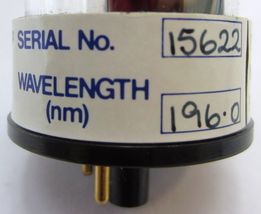 SERIAL No. 15622
WAVELENGTH 196·0
(nm)